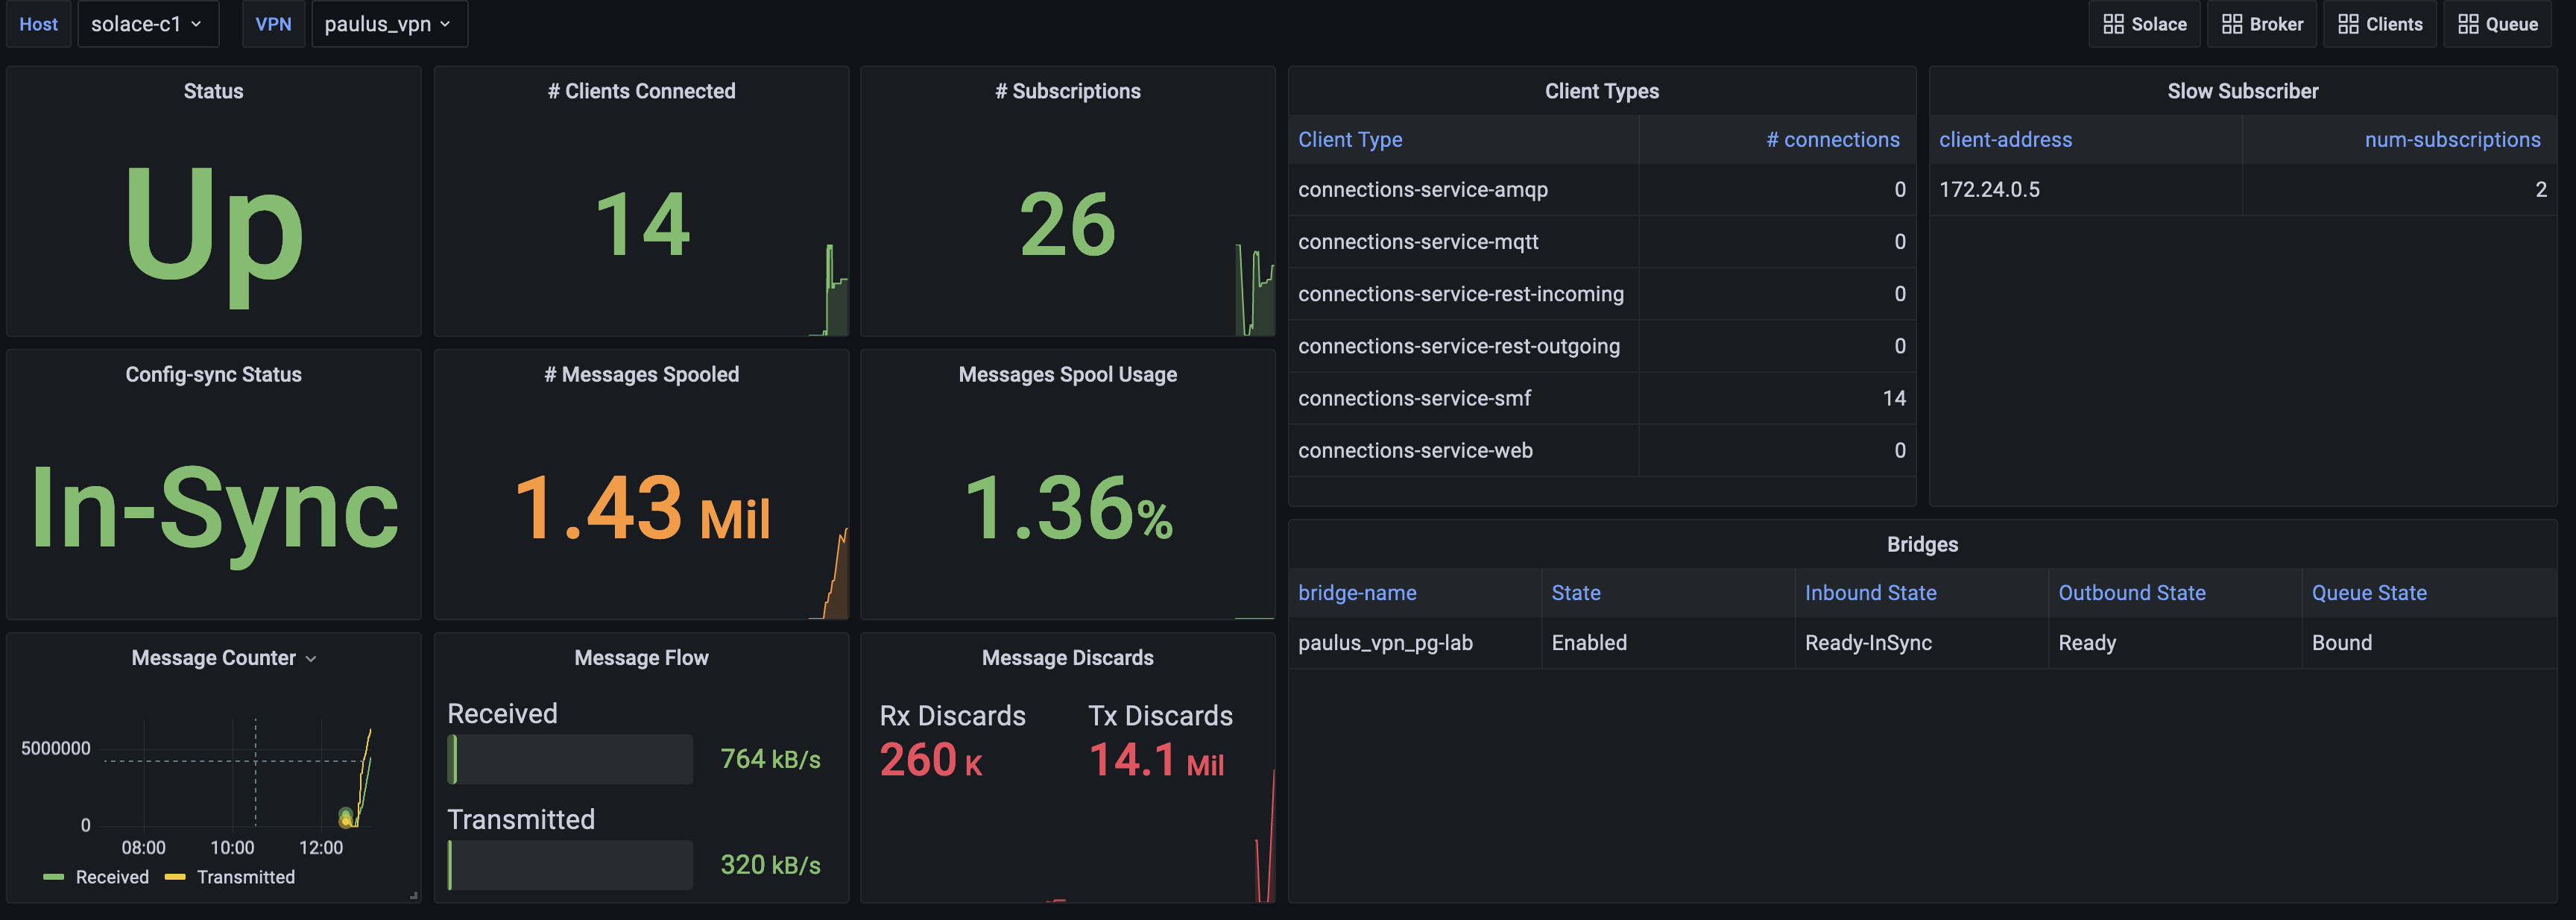 Host solace-c1 VPN paulus_vpn Solace Broker Clients Queue
Status
Up
# Clients Connected
14
# Subscriptions
26
Client Types
Client Type # connections
connections-service-amqp 0
connections-service-mqtt 0
connections-service-rest-incoming 0
connections-service-rest-outgoing 0
connections-service-smf 14
connections-service-web 0
Slow Subscriber
client-address num-subscriptions
172.24.0.5 2
Config-sync Status
In-Sync
# Messages Spooled
1.43 Mil
Messages Spool Usage
1.36%
Bridges
bridge-name State Inbound State Outbound State Queue State
paulus_vpn_pg-lab Enabled Ready-InSync Ready Bound
Message Counter
5000000
0
08:00 10:00 12:00
Received Transmitted
Message Flow
Received
764 kB/s
Transmitted
320 kB/s
Message Discards
Rx Discards Tx Discards
260 K 14.1 Mil